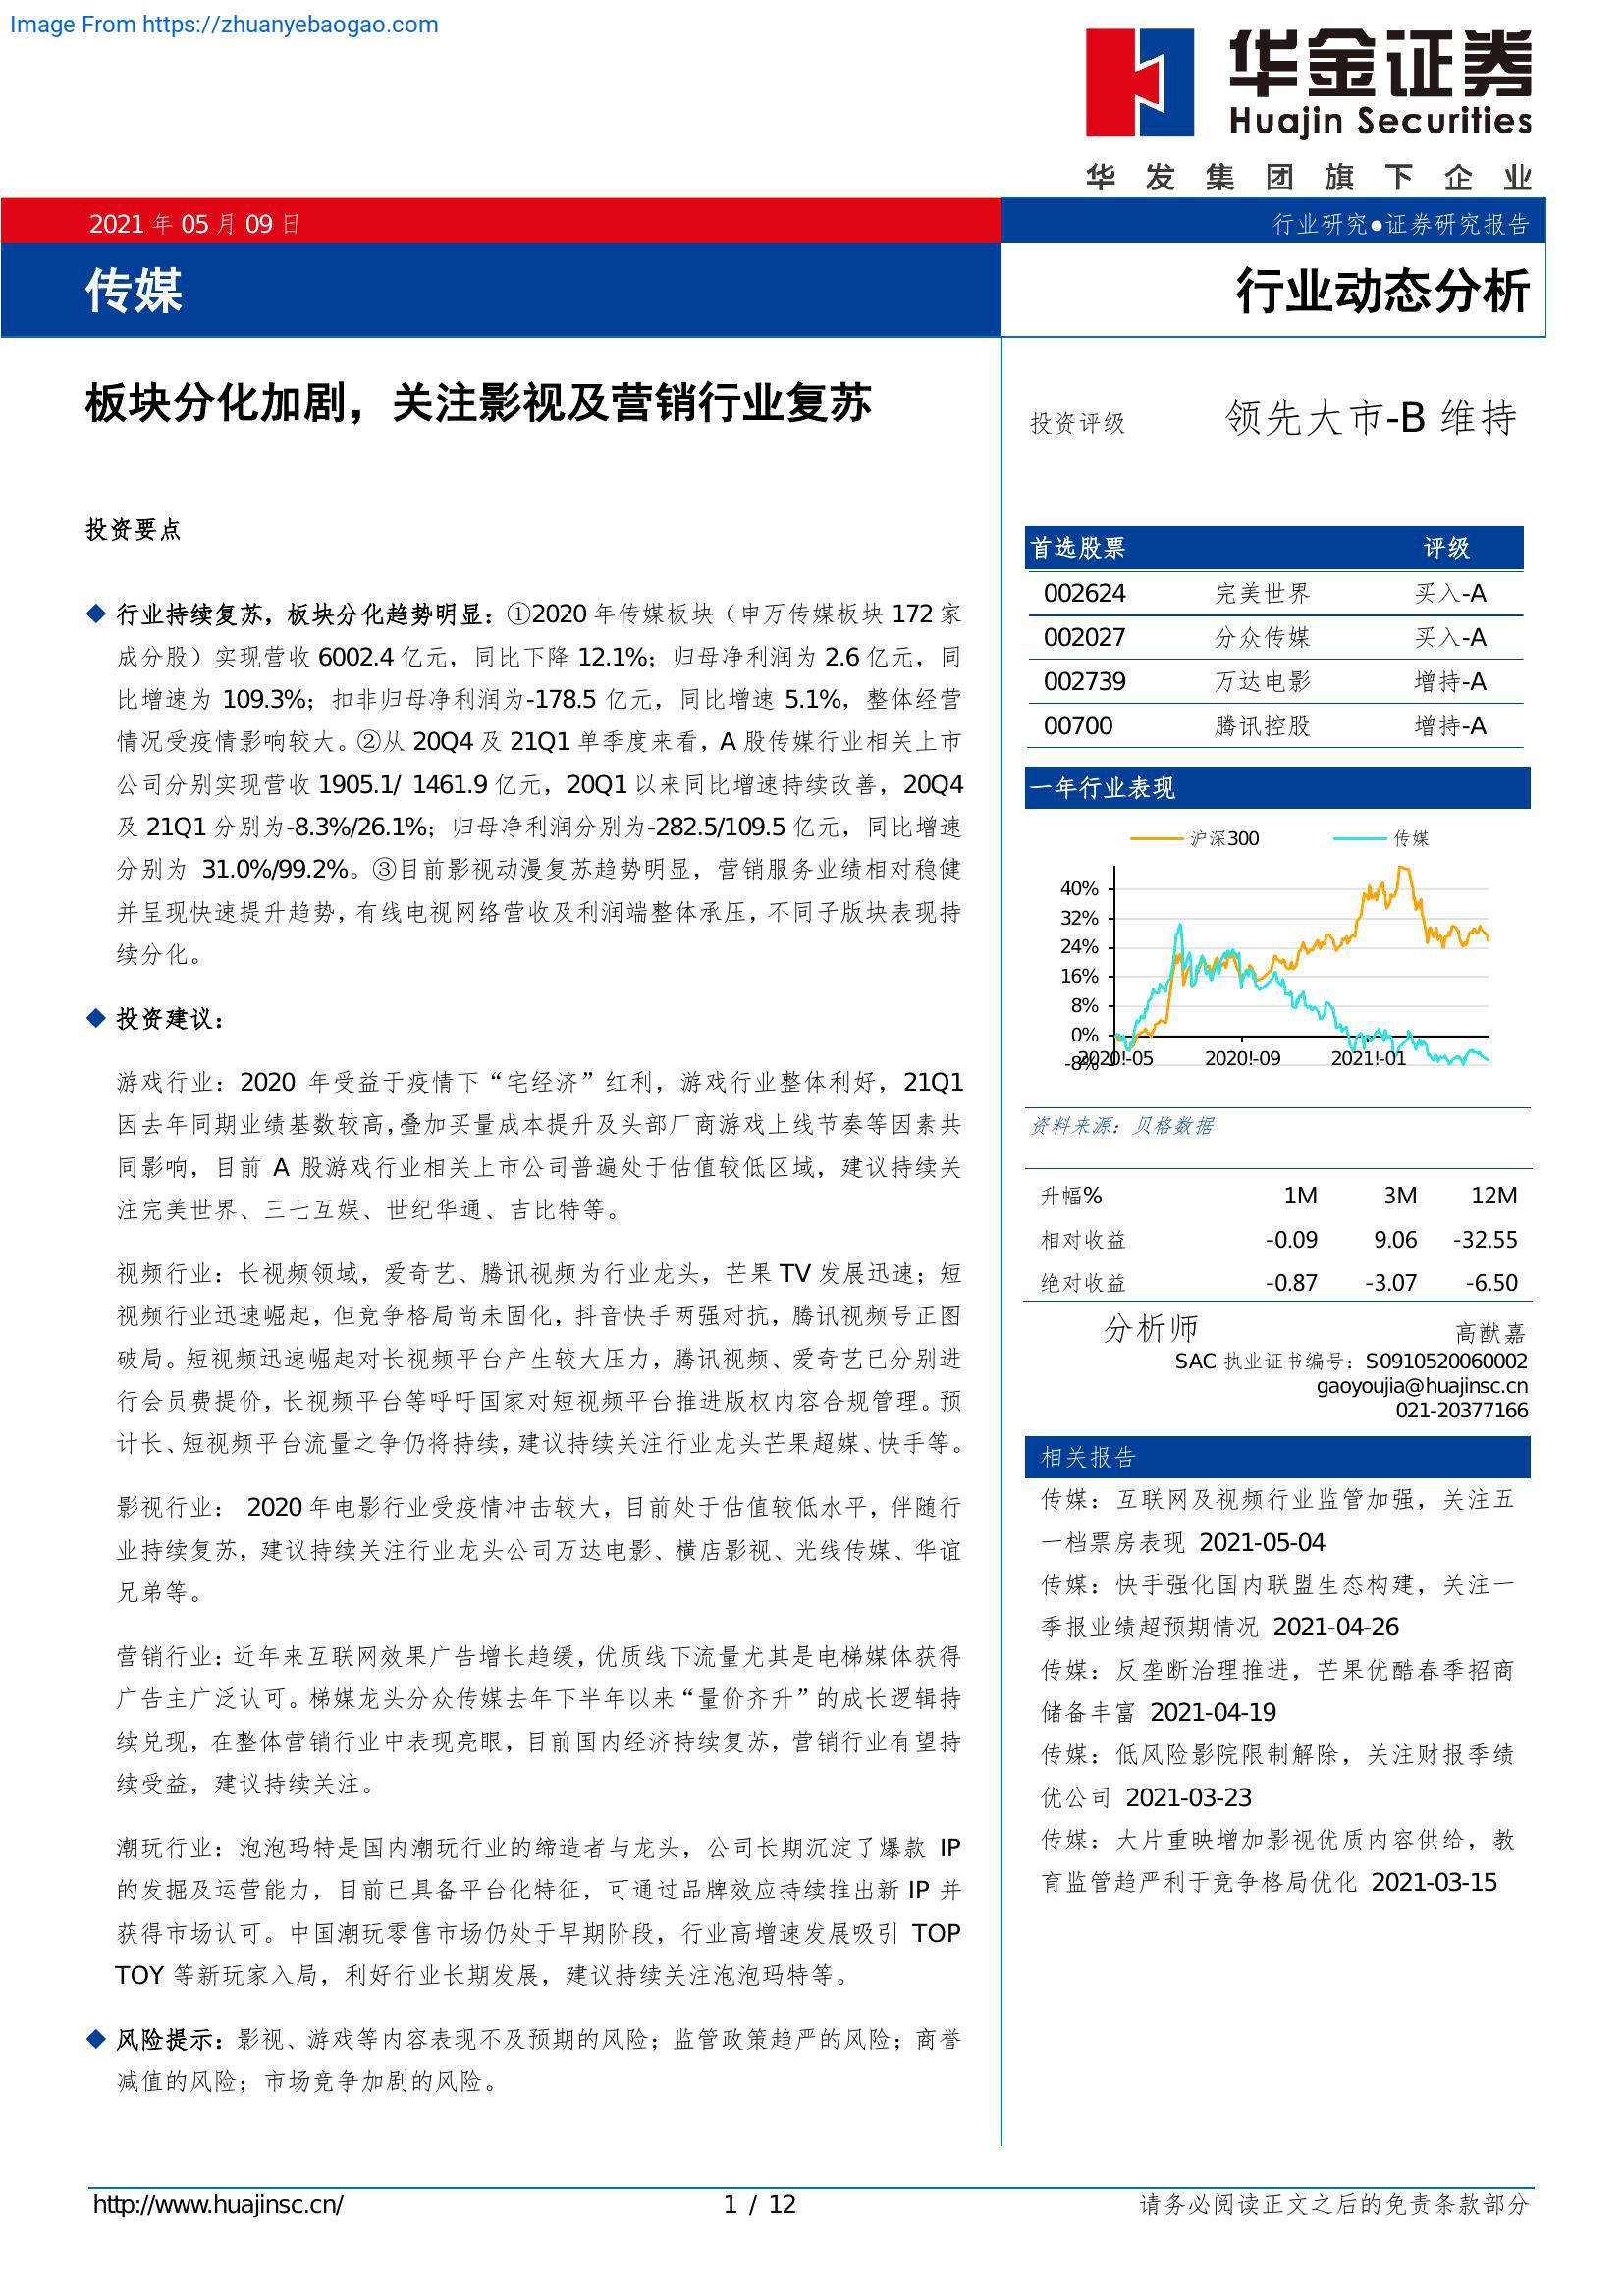 Image From https://zhuanyebaogao.com
华金证券
Huajin Securities
华发集团旗下企业
2021 年 05 月 09 日
行业研究●证券研究报告
传媒
行业动态分析
板块分化加剧，关注影视及营销行业复苏
投资要点
◆ 行业持续复苏，板块分化趋势明显：①2020 年传媒板块（申万传媒板块 172 家
成分股）实现营收 6002.4 亿元，同比下降 12.1%；归母净利润为 2.6 亿元，同
比增速为 109.3%；扣非归母净利润为-178.5 亿元，同比增速 5.1%，整体经营
情况受疫情影响较大。②从 20Q4 及 21Q1 单季度来看，A 股传媒行业相关上市
公司分别实现营收 1905.1/ 1461.9 亿元，20Q1 以来同比增速持续改善，20Q4
及 21Q1 分别为-8.3%/26.1%；归母净利润分别为-282.5/109.5 亿元，同比增速
分别为 31.0%/99.2%。③目前影视动漫复苏趋势明显，营销服务业绩相对稳健
并呈现快速提升趋势，有线电视网络营收及利润端整体承压，不同子版块表现持
续分化。
◆ 投资建议：
游戏行业：2020 年受益于疫情下“宅经济”红利，游戏行业整体利好，21Q1
因去年同期业绩基数较高，叠加买量成本提升及头部厂商游戏上线节奏等因素共
同影响，目前 A 股游戏行业相关上市公司普遍处于估值较低区域，建议持续关
注完美世界、三七互娱、世纪华通、吉比特等。
视频行业：长视频领域，爱奇艺、腾讯视频为行业龙头，芒果 TV 发展迅速；短
视频行业迅速崛起，但竞争格局尚未固化，抖音快手两强对抗，腾讯视频号正图
破局。短视频迅速崛起对长视频平台产生较大压力，腾讯视频、爱奇艺已分别进
行会员费提价，长视频平台等呼吁国家对短视频平台推进版权内容合规管理。预
计长、短视频平台流量之争仍将持续，建议持续关注行业龙头芒果超媒、快手等。
影视行业： 2020 年电影行业受疫情冲击较大，目前处于估值较低水平，伴随行
业持续复苏，建议持续关注行业龙头公司万达电影、横店影视、光线传媒、华谊
兄弟等。
营销行业：近年来互联网效果广告增长趋缓，优质线下流量尤其是电梯媒体获得
广告主广泛认可。梯媒龙头分众传媒去年下半年以来“量价齐升”的成长逻辑持
续兑现，在整体营销行业中表现亮眼，目前国内经济持续复苏，营销行业有望持
续受益，建议持续关注。
潮玩行业：泡泡玛特是国内潮玩行业的缔造者与龙头，公司长期沉淀了爆款 IP
的发掘及运营能力，目前已具备平台化特征，可通过品牌效应持续推出新 IP 并
获得市场认可。中国潮玩零售市场仍处于早期阶段，行业高增速发展吸引 TOP
TOY 等新玩家入局，利好行业长期发展，建议持续关注泡泡玛特等。
◆ 风险提示：影视、游戏等内容表现不及预期的风险；监管政策趋严的风险；商誉
减值的风险；市场竞争加剧的风险。
投资评级 领先大市-B 维持
首选股票 评级
002624 完美世界 买入-A
002027 分众传媒 买入-A
002739 万达电影 增持-A
00700 腾讯控股 增持-A
一年行业表现
沪深300 传媒
40%
32%
24%
16%
8%
0%
-8%
2020!-05 2020!-09 2021!-01
资料来源：贝格数据
升幅% 1M 3M 12M
相对收益 -0.09 9.06 -32.55
绝对收益 -0.87 -3.07 -6.50
分析师 高猷嘉
SAC 执业证书编号：S0910520060002
gaoyoujia@huajinsc.cn
021-20377166
相关报告
传媒：互联网及视频行业监管加强，关注五
一档票房表现 2021-05-04
传媒：快手强化国内联盟生态构建，关注一
季报业绩超预期情况 2021-04-26
传媒：反垄断治理推进，芒果优酷春季招商
储备丰富 2021-04-19
传媒：低风险影院限制解除，关注财报季绩
优公司 2021-03-23
传媒：大片重映增加影视优质内容供给，教
育监管趋严利于竞争格局优化 2021-03-15
http://www.huajinsc.cn/ 1 / 12 请务必阅读正文之后的免责条款部分